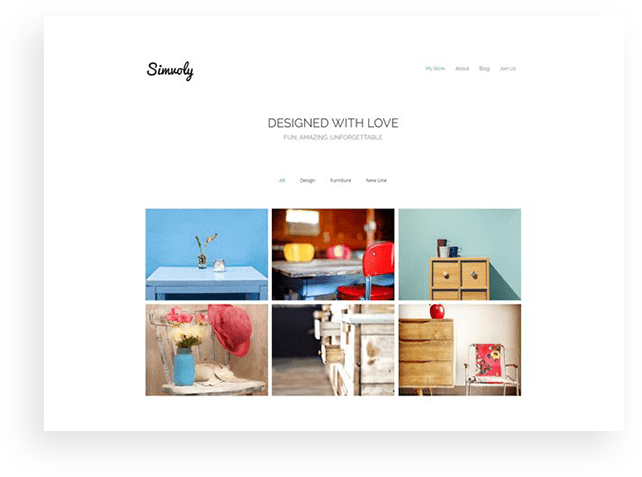 Simvoly
My Work About Blog Join Us
DESIGNED WITH LOVE
FUN, AMAZING, UNFORGETTABLE
All Design Furniture New Line